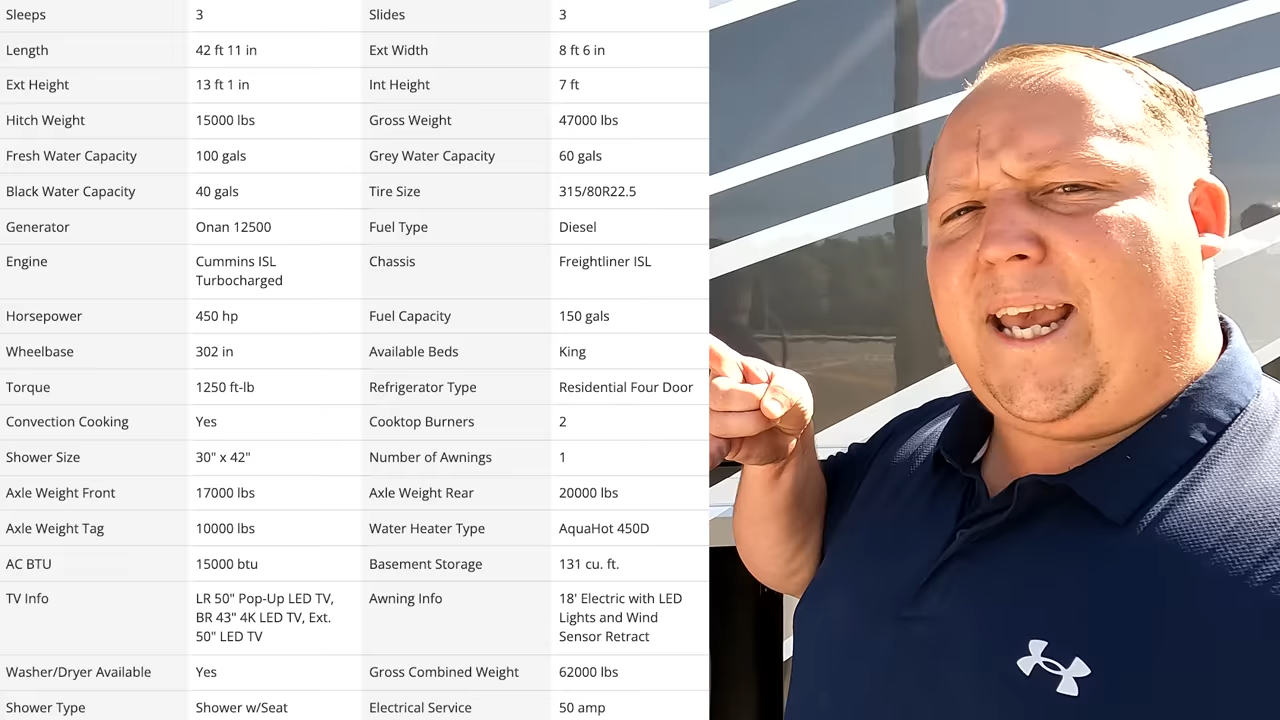 Sleeps 3 Slides 3
Length 42 ft 11 in Ext Width 8 ft 6 in
Ext Height 13 ft 1 in Int Height 7 ft
Hitch Weight 15000 lbs Gross Weight 47000 lbs
Fresh Water Capacity 100 gals Grey Water Capacity 60 gals
Black Water Capacity 40 gals Tire Size 315/80R22.5
Generator Onan 12500 Fuel Type Diesel
Engine Cummins ISL Chassis Freightliner ISL
Turbocharged
Horsepower 450 hp Fuel Capacity 150 gals
Wheelbase 302 in Available Beds King
Torque 1250 ft-lb Refrigerator Type Residential Four Door
Convection Cooking Yes Cooktop Burners 2
Shower Size 30" x 42" Number of Awnings 1
Axle Weight Front 17000 lbs Axle Weight Rear 20000 lbs
Axle Weight Tag 10000 lbs Water Heater Type AquaHot 450D
AC BTU 15000 btu Basement Storage 131 cu. ft.
TV Info LR 50" Pop-Up LED TV, Awning Info 18' Electric with LED
BR 43" 4K LED TV, Ext. Lights and Wind
50" LED TV Sensor Retract
Washer/Dryer Available Yes Gross Combined Weight 62000 lbs
Shower Type Shower w/Seat Electrical Service 50 amp